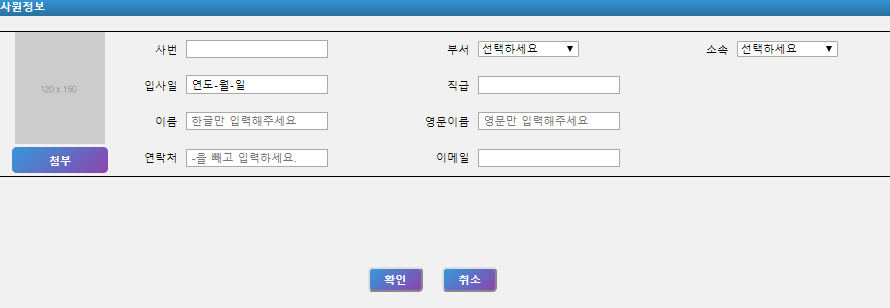 사원정보
사번 부서 선택하세요 ▼ 소속 선택하세요 ▼
입사일 연도-월-일 직급
120 x 150
이름 한글만 입력해주세요 영문이름 영문만 입력해주세요
연락처 -을 빼고 입력하세요. 이메일
첨부
확인 취소